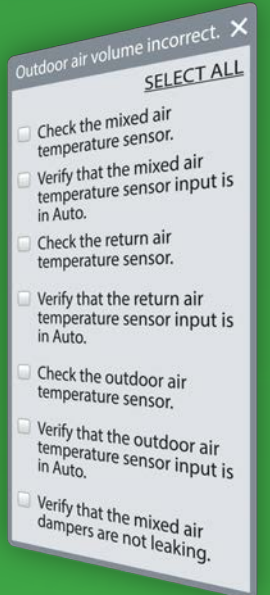 Outdoor air volume incorrect. ✕
SELECT ALL
Check the mixed air
temperature sensor.
Verify that the mixed air
temperature sensor input is
in Auto.
Check the return air
temperature sensor.
Verify that the return air
temperature sensor input is
in Auto.
Check the outdoor air
temperature sensor.
Verify that the outdoor air
temperature sensor input is
in Auto.
Verify that the mixed air
dampers are not leaking.